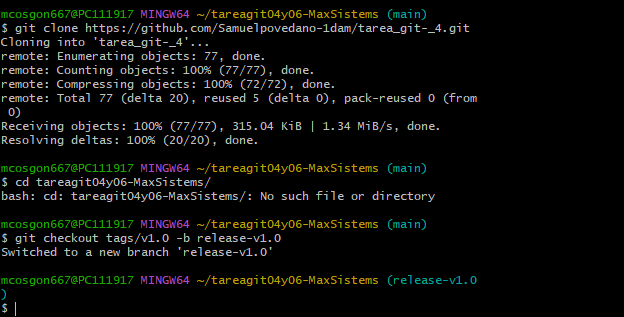 mcosgon667@PC111917 MINGW64 ~/tareagit04y06-MaxSistems (main)
$ git clone https://github.com/Samuelpovedano-1dam/tarea_git-_4.git
Cloning into 'tarea_git-_4'...
remote: Enumerating objects: 77, done.
remote: Counting objects: 100% (77/77), done.
remote: Compressing objects: 100% (72/72), done.
remote: Total 77 (delta 20), reused 5 (delta 0), pack-reused 0 (from
 0)
Receiving objects: 100% (77/77), 315.04 KiB | 1.34 MiB/s, done.
Resolving deltas: 100% (20/20), done.
mcosgon667@PC111917 MINGW64 ~/tareagit04y06-MaxSistems (main)
$ cd tareagit04y06-MaxSistems/
bash: cd: tareagit04y06-MaxSistems/: No such file or directory
mcosgon667@PC111917 MINGW64 ~/tareagit04y06-MaxSistems (main)
$ git checkout tags/v1.0 -b release-v1.0
Switched to a new branch 'release-v1.0'
mcosgon667@PC111917 MINGW64 ~/tareagit04y06-MaxSistems (release-v1.0
)
$